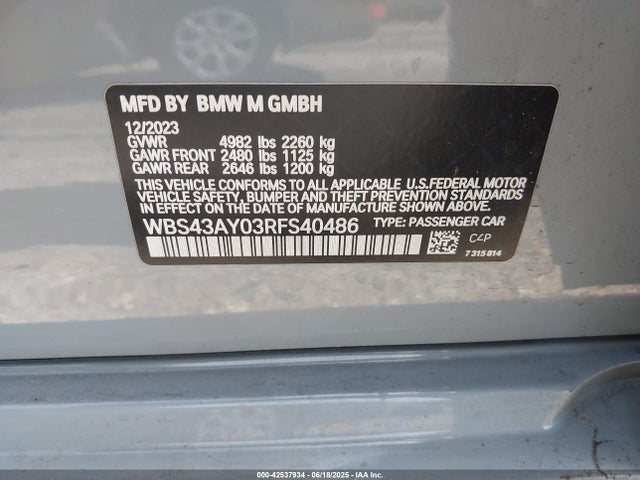 MFD BY BMW M GMBH
12/2023
GVWR 4982 lbs 2260 kg
GAWR FRONT 2480 lbs 1125 kg
GAWR REAR 2646 lbs 1200 kg
THIS VEHICLE CONFORMS TO ALL APPLICABLE U.S. FEDERAL MOTOR
VEHICLE SAFETY, BUMPER, AND THEFT PREVENTION STANDARDS
IN EFFECT ON THE DATE OF MANUFACTURE SHOWN ABOVE.
WBS43AY03RFS40486 TYPE: PASSENGER CAR
C4P
7 315 814
000-42537934 | 06/18/2025 | IAA Inc. All Rights Reserved